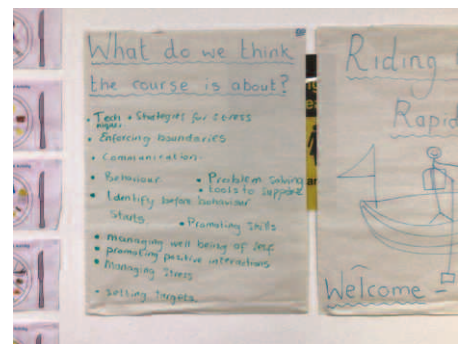 What do we think
the course is about?
• Tech
• Strategies for stress
• Enforcing boundaries
• Communication
• Behaviour
• Problem solving
• tools to support
• Identify before behaviour
starts
• Promoting skills
• managing well being of self
• promoting positive interactions
• Managing stress
• setting targets
Riding
Rapid
Welcome -